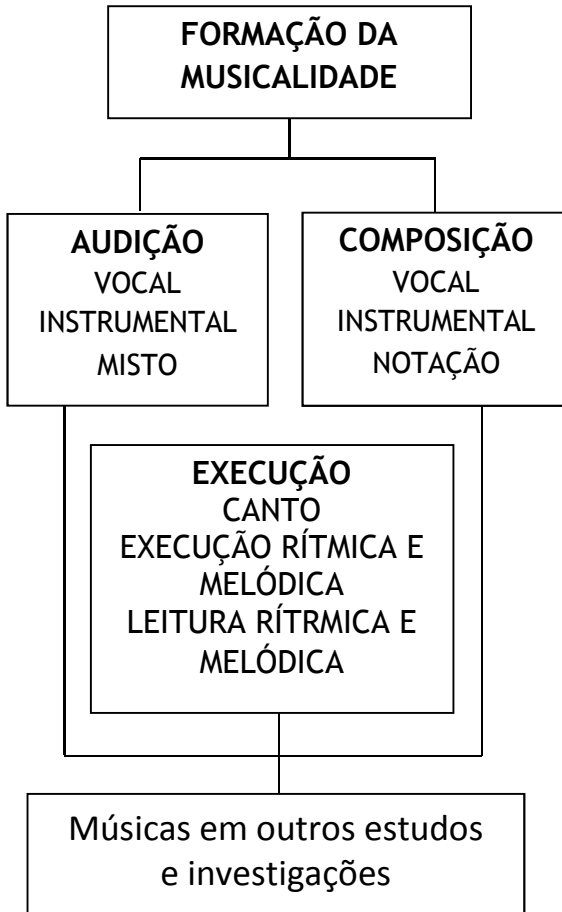 FORMAÇÃO DA
MUSICALIDADE
AUDIÇÃO
VOCAL
INSTRUMENTAL
MISTO
COMPOSIÇÃO
VOCAL
INSTRUMENTAL
NOTAÇÃO
EXECUÇÃO
CANTO
EXECUÇÃO RÍTMICA E
MELÓDICA
LEITURA RÍTRMICA E
MELÓDICA
Músicas em outros estudos
e investigações